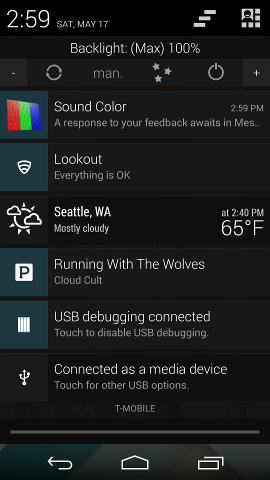 2:59 SAT, MAY 17
Backlight: (Max) 100%
- man. +
Sound Color 2:59 PM
A response to your feedback awaits in Mes..
Lookout
Everything is OK
Seattle, WA at 2:40 PM
Mostly cloudy 65°F
P Running With The Wolves
Cloud Cult
USB debugging connected
Touch to disable USB debugging.
Connected as a media device
Touch for other USB options.
T-MOBILE